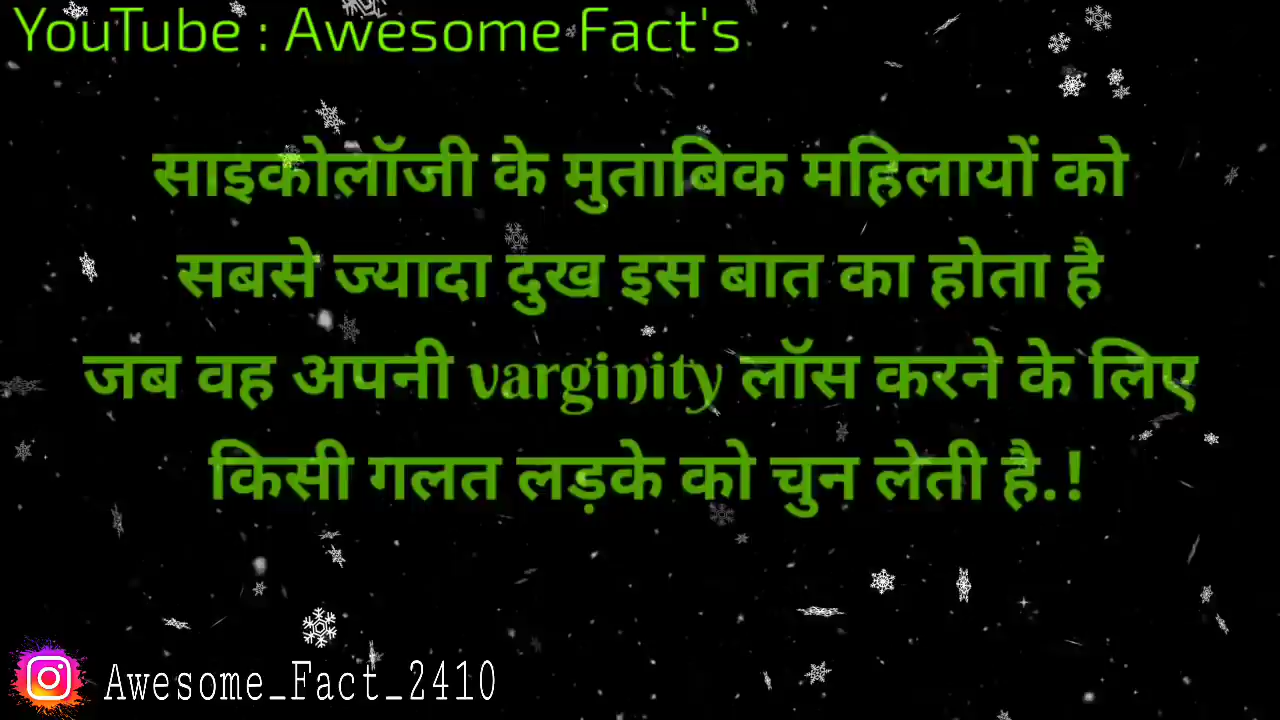 YouTube : Awesome Fact's
साइकोलॉजी के मुताबिक महिलायों को
सबसे ज्यादा दुख इस बात का होता है
जब वह अपनी varginity लॉस करने के लिए
किसी गलत लड़के को चुन लेती है.!
Awesome_Fact_2410